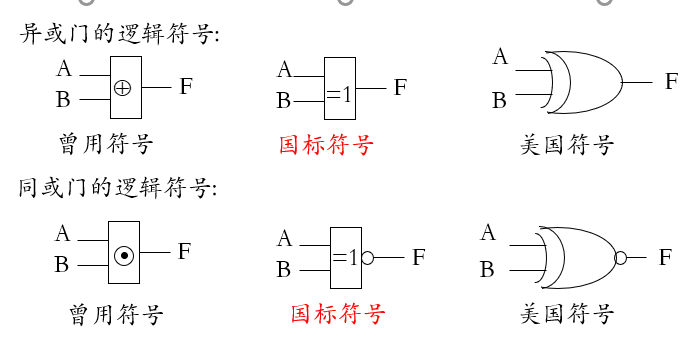 异或门的逻辑符号:
A B ⊕ F
A B =1 F
A B F
曾用符号 国标符号 美国符号
同或门的逻辑符号:
A B ⊙ F
A B =1 F
A B F
曾用符号 国标符号 美国符号